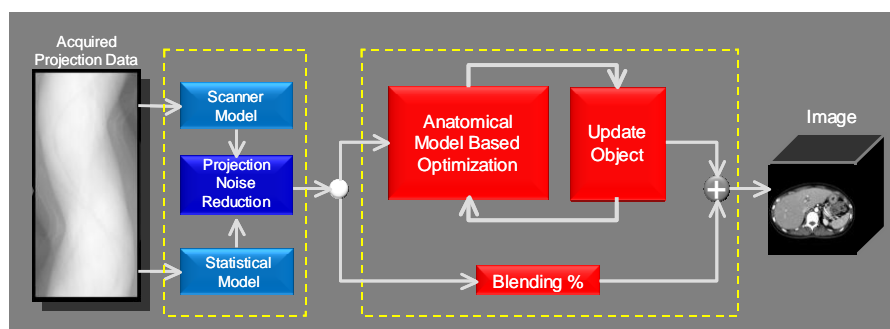 Acquired
Projection Data
Scanner
Model
Projection
Noise
Reduction
Statistical
Model
Anatomical
Model Based
Optimization
Update
Object
Blending %
+
Image